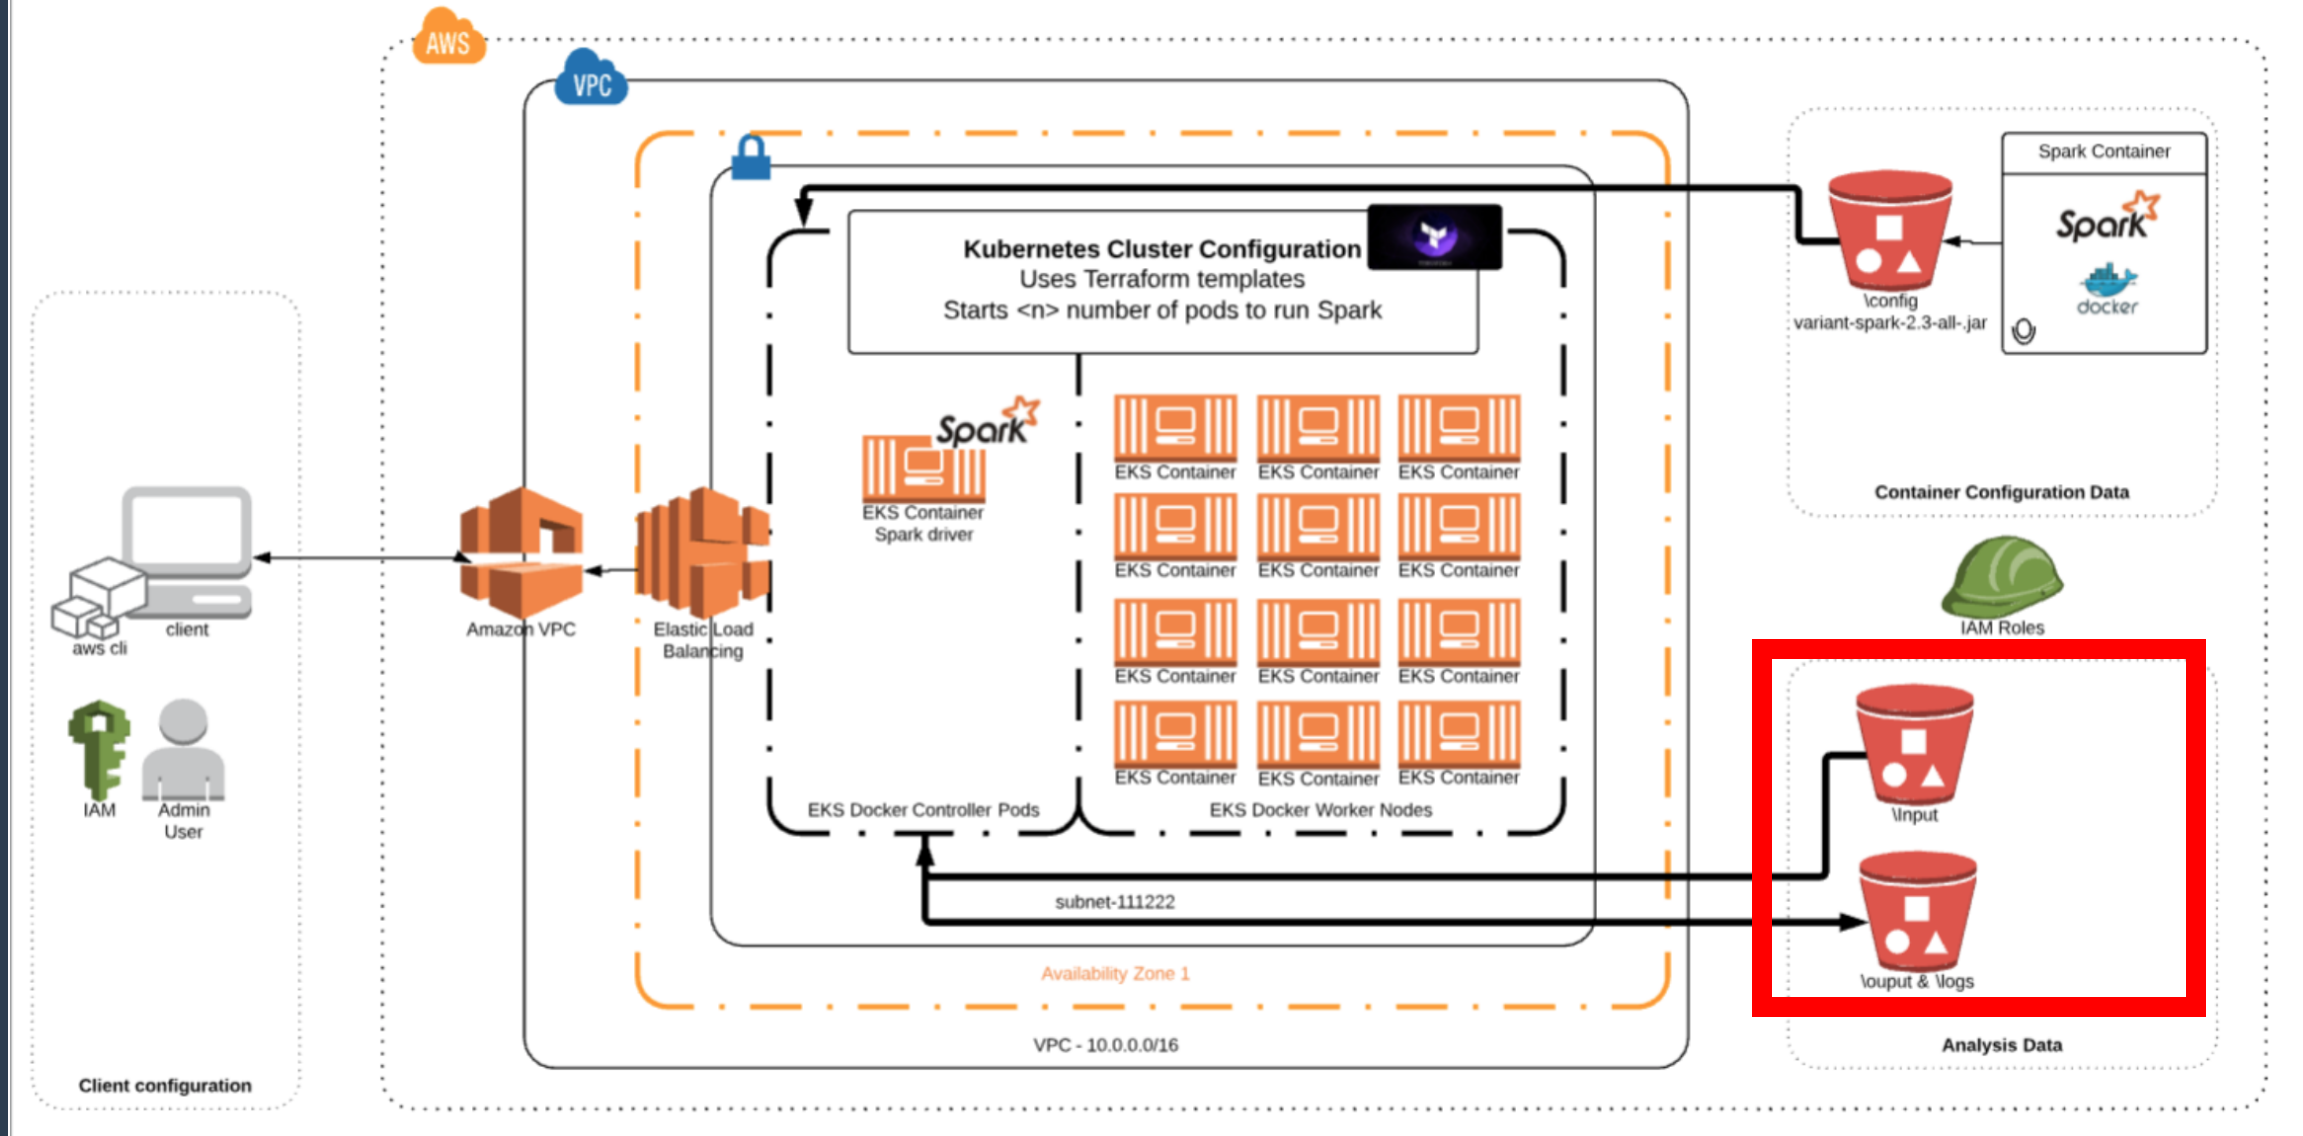 AWS
VPC
Kubernetes Cluster Configuration
Uses Terraform templates
Starts <n> number of pods to run Spark
Spark Container
Spark
docker
\config
variant-spark-2.3-all-.jar
Container Configuration Data
Spark
EKS Container
Spark driver
EKS Container EKS Container EKS Container
EKS Container EKS Container EKS Container
EKS Container EKS Container EKS Container
EKS Container EKS Container EKS Container
EKS Docker Controller Pods
EKS Docker Worker Nodes
client
aws cli
IAM
Admin
User
Client configuration
Amazon VPC
Elastic Load
Balancing
IAM Roles
\Input
\ouput & \logs
Analysis Data
subnet-111222
Availability Zone 1
VPC - 10.0.0.0/16